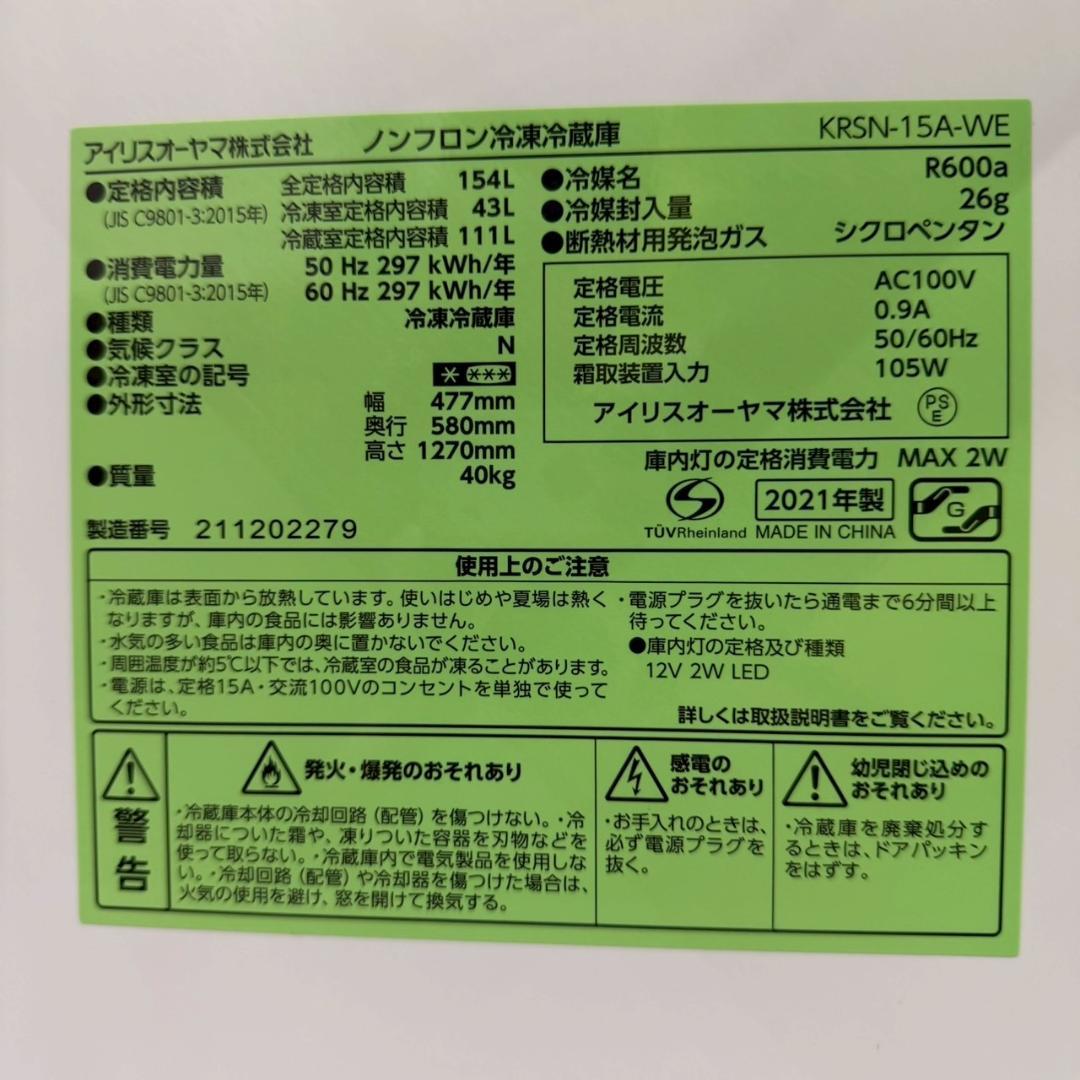 アイリスオーヤマ株式会社 ノンフロン冷凍冷蔵庫 KRSN-15A-WE
●定格内容積 全定格内容積 154L
(JIS C9801-3:2015年) 冷凍室定格内容積 43L
冷蔵室定格内容積 111L
●消費電力量 50 Hz 297 kWh/年
(JIS C9801-3:2015年) 60 Hz 297 kWh/年
●種類 冷凍冷蔵庫
●気候クラス N
●冷凍室の記号 * ***
●外形寸法 幅 477mm
奥行 580mm
高さ 1270mm
●質量 40kg
製造番号 211202279
●冷媒名 R600a
●冷媒封入量 26g
●断熱材用発泡ガス シクロペンタン
定格電圧 AC100V
定格電流 0.9A
定格周波数 50/60Hz
霜取装置入力 105W
アイリスオーヤマ株式会社 PSE
庫内灯の定格消費電力 MAX 2W
2021年製 G
TÜVRheinland MADE IN CHINA
使用上のご注意
・冷蔵庫は表面から放熱しています。使いはじめや夏場は熱く
なりますが、庫内の食品には影響ありません。
・水気の多い食品は庫内の奥に置かないでください。
・周囲温度が約5℃以下では、冷蔵室の食品が凍ることがあります。
・電源は、定格15A・交流100Vのコンセントを単独で使って
ください。
・電源プラグを抜いたら通電まで6分間以上
待ってください。
●庫内灯の定格及び種類
12V 2W LED
詳しくは取扱説明書をご覧ください。
警告
発火・爆発のおそれあり
・冷蔵庫本体の冷却回路（配管）を傷つけない。・冷
却器についた霜や、凍りついた容器を刃物などを
使って取らない。・冷蔵庫内で電気製品を使用しな
い。・冷却回路（配管）や冷却器を傷つけた場合は、
火気の使用を避け、窓を開けて換気する。
感電の
おそれあり
・お手入れのときは、
必ず電源プラグを
抜く。
幼児閉じ込めの
おそれあり
・冷蔵庫を廃棄処分す
るときは、ドアパッキン
をはずす。